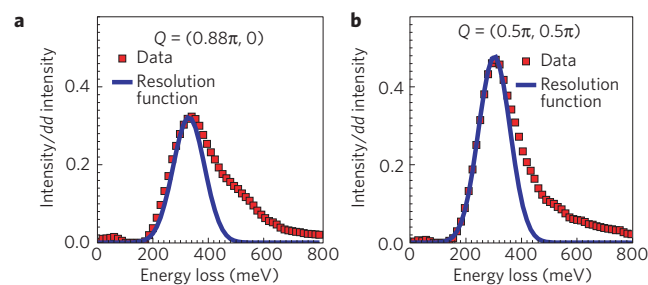 a
Q = (0.88π, 0)
Data
Resolution
function
Intensity/dd intensity
0.4
0.2
0.0
0 200 400 600 800
Energy loss (meV)
b
Q = (0.5π, 0.5π)
Data
Resolution
function
Intensity/dd intensity
0.4
0.2
0.0
0 200 400 600 800
Energy loss (meV)